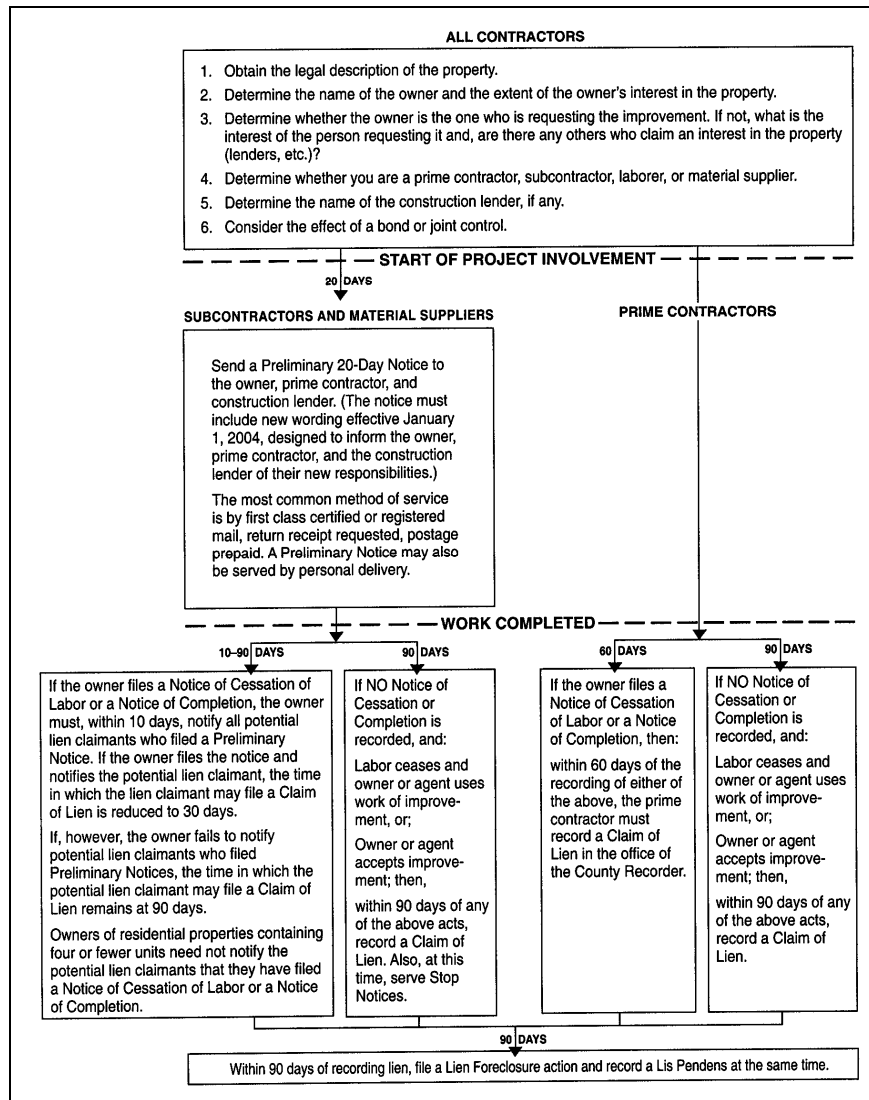 ALL CONTRACTORS
1. Obtain the legal description of the property.
2. Determine the name of the owner and the extent of the owner's interest in the property.
3. Determine whether the owner is the one who is requesting the improvement. If not, what is the
interest of the person requesting it and, are there any others who claim an interest in the property
(lenders, etc.)?
4. Determine whether you are a prime contractor, subcontractor, laborer, or material supplier.
5. Determine the name of the construction lender, if any.
6. Consider the effect of a bond or joint control.
START OF PROJECT INVOLVEMENT
20 DAYS
SUBCONTRACTORS AND MATERIAL SUPPLIERS
Send a Preliminary 20-Day Notice to
the owner, prime contractor, and
construction lender. (The notice must
include new wording effective January
1, 2004, designed to inform the owner,
prime contractor, and the construction
lender of their new responsibilities.)
The most common method of service
is by first class certified or registered
mail, return receipt requested, postage
prepaid. A Preliminary Notice may also
be served by personal delivery.
PRIME CONTRACTORS
WORK COMPLETED
10–90 DAYS
If the owner files a Notice of Cessation of
Labor or a Notice of Completion, the owner
must, within 10 days, notify all potential
lien claimants who filed a Preliminary
Notice. If the owner files the notice and
notifies the potential lien claimant, the time
in which the lien claimant may file a Claim
of Lien is reduced to 30 days.
If, however, the owner fails to notify
potential lien claimants who filed
Preliminary Notices, the time in which the
potential lien claimant may file a Claim of
Lien remains at 90 days.
Owners of residential properties containing
four or fewer units need not notify the
potential lien claimants that they have filed
a Notice of Cessation of Labor or a Notice
of Completion.
90 DAYS
If NO Notice of
Cessation or
Completion is
recorded, and:
Labor ceases and
owner or agent uses
work of improve-
ment, or;
Owner or agent
accepts improve-
ment; then,
within 90 days of any
of the above acts,
record a Claim of
Lien. Also, at this
time, serve Stop
Notices.
60 DAYS
If the owner files a
Notice of Cessation
of Labor or a Notice
of Completion, then:
within 60 days of the
recording of either of
the above, the prime
contractor must
record a Claim of
Lien in the office of
the County Recorder.
90 DAYS
If NO Notice of
Cessation or
Completion is
recorded, and:
Labor ceases and
owner or agent uses
work of improve-
ment, or;
Owner or agent
accepts improve-
ment; then,
within 90 days of any
of the above acts,
record a Claim of
Lien.
90 DAYS
Within 90 days of recording lien, file a Lien Foreclosure action and record a Lis Pendens at the same time.